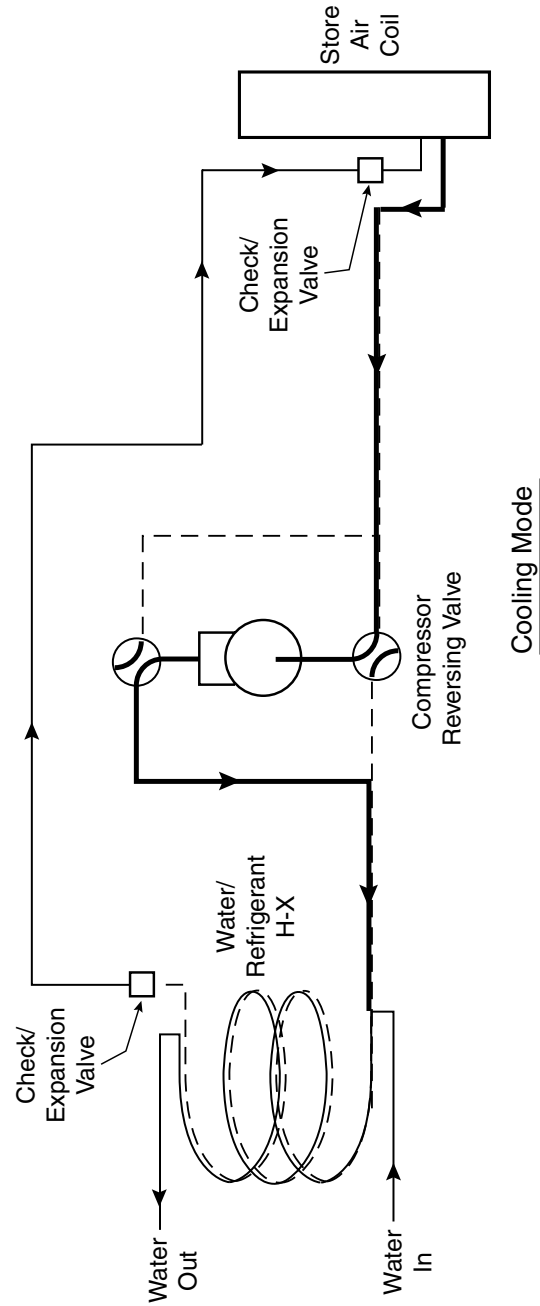 Water
Out
Check/
Expansion
Valve
Water/
Refrigerant
H-X
Water
In
Compressor
Reversing Valve
Check/
Expansion
Valve
Store
Air
Coil
Cooling Mode